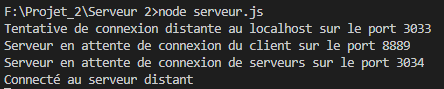 F:\Projet_2\Serveur 2>node serveur.js
Tentative de connexion distante au localhost sur le port 3033
Serveur en attente de connexion du client sur le port 8889
Serveur en attente de connexion de serveurs sur le port 3034
Connecté au serveur distant